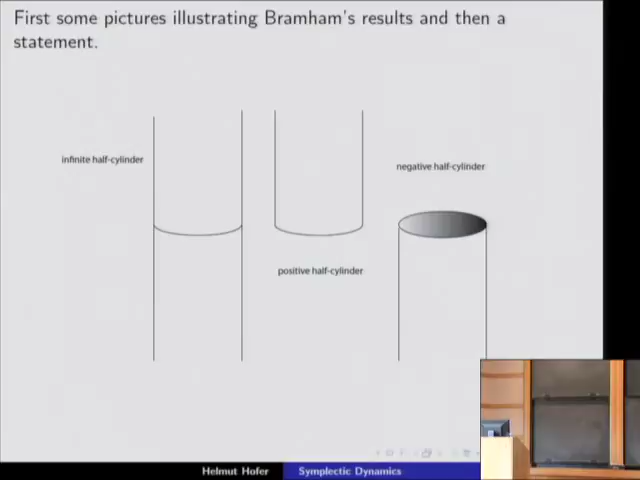 First some pictures illustrating Bramham's results and then a
statement.
infinite half-cylinder
negative half-cylinder
positive half-cylinder
Helmut Hofer
Symplectic Dynamics